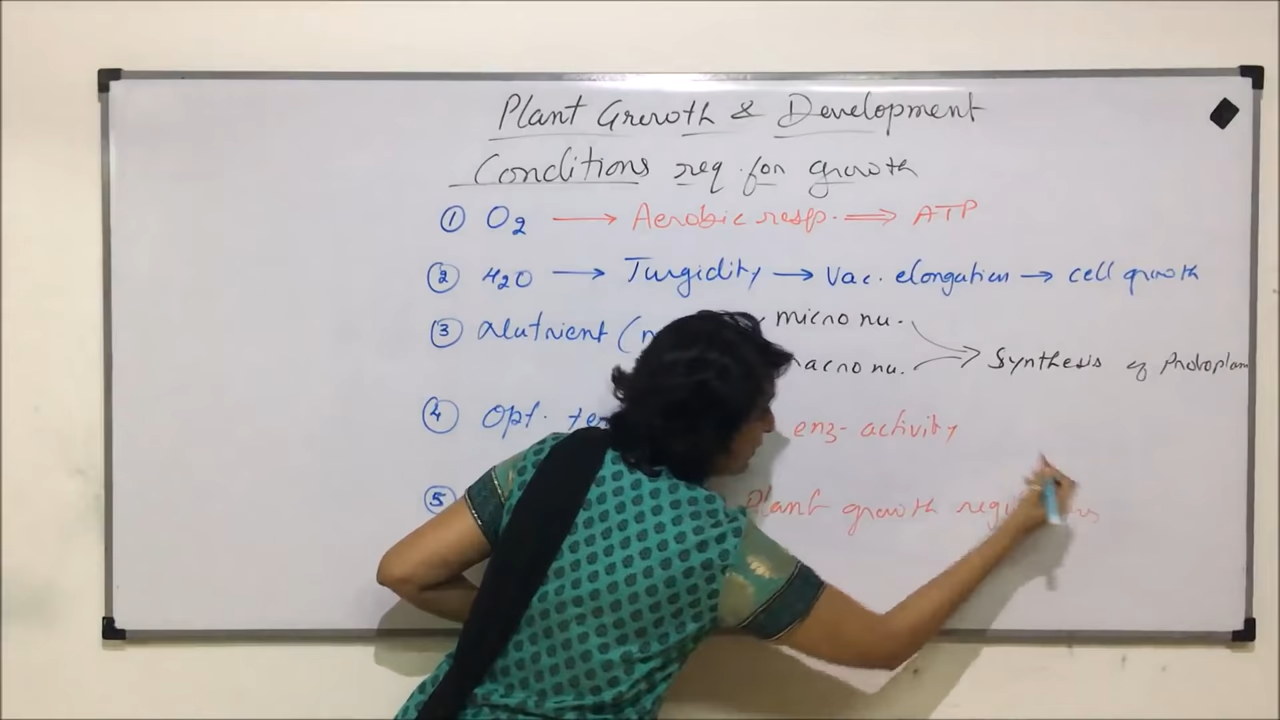 Plant Growth & Development
Conditions req. for growth
① O2 → Aerobic resp. ⇒ ATP
② H2O → Turgidity → Vac. elongation → cell growth
③ Nutrient ( micro nu.
macro nu. → Synthesis of Protoplasm
④ Opt. enz- activity
⑤ Plant growth